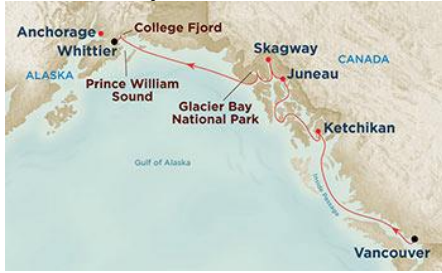 College Fjord
Anchorage
Whittier
Skagway
CANADA
ALASKA
Prince William
Sound
Juneau
Glacier Bay
National Park
Ketchikan
Gulf of Alaska
Inside Passage
Vancouver